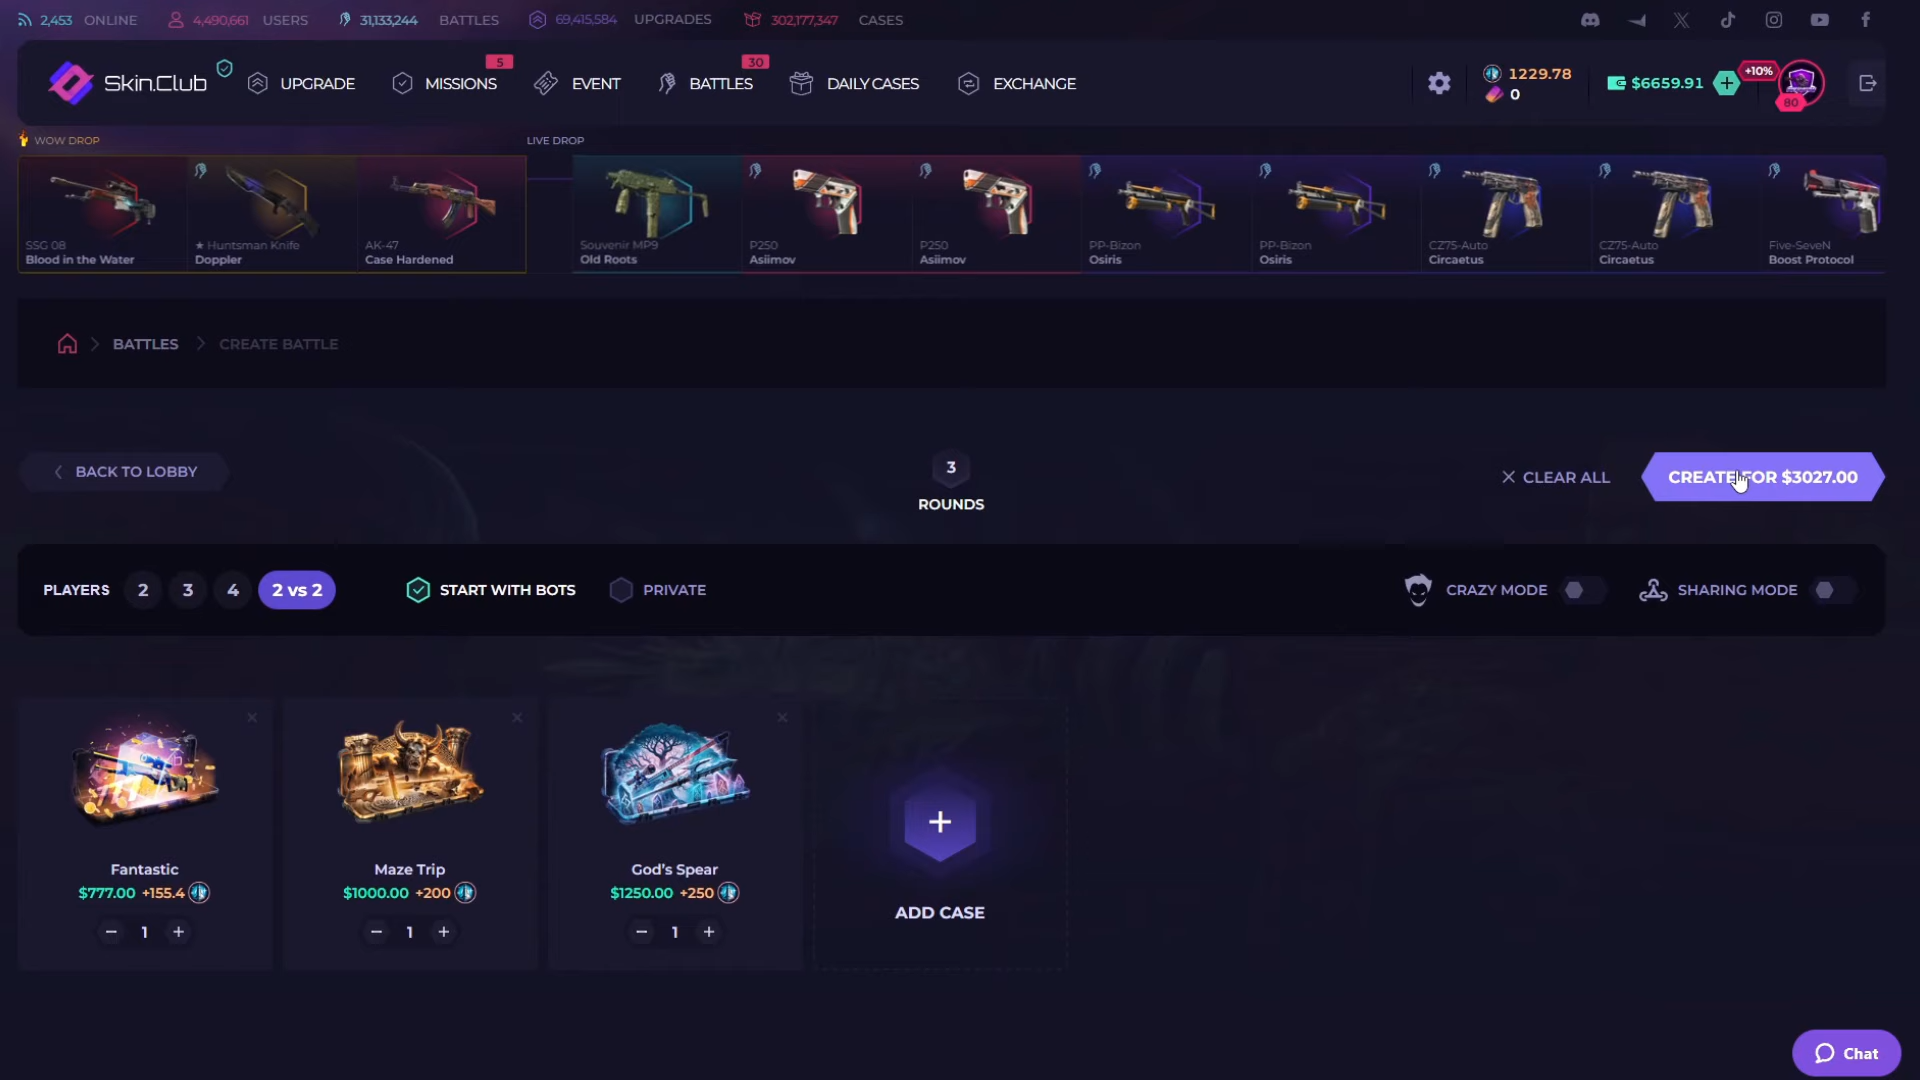 2,453 ONLINE 4,490,661 USERS 31,133,244 BATTLES 69,415,584 UPGRADES 302,177,347 CASES
Skin.Club UPGRADE MISSIONS 5 EVENT BATTLES 30 DAILY CASES EXCHANGE 1229.78 0 $6659.91 +10% 80
WOW DROP LIVE DROP
SSG 08 ★ Huntsman Knife AK-47 Souvenir MP9 P250 P250 PP-Bizon PP-Bizon CZ75-Auto CZ75-Auto Five-SeveN
Blood in the Water Doppler Case Hardened Old Roots Asiimov Asiimov Osiris Osiris Circaetus Circaetus Boost Protocol
BATTLES CREATE BATTLE
BACK TO LOBBY 3 CLEAR ALL CREATE FOR $3027.00
ROUNDS
PLAYERS 2 3 4 2 vs 2 START WITH BOTS PRIVATE CRAZY MODE SHARING MODE
Fantastic Maze Trip God's Spear
$777.00 +155.4 $1000.00 +200 $1250.00 +250
ADD CASE
1 1 1
Chat